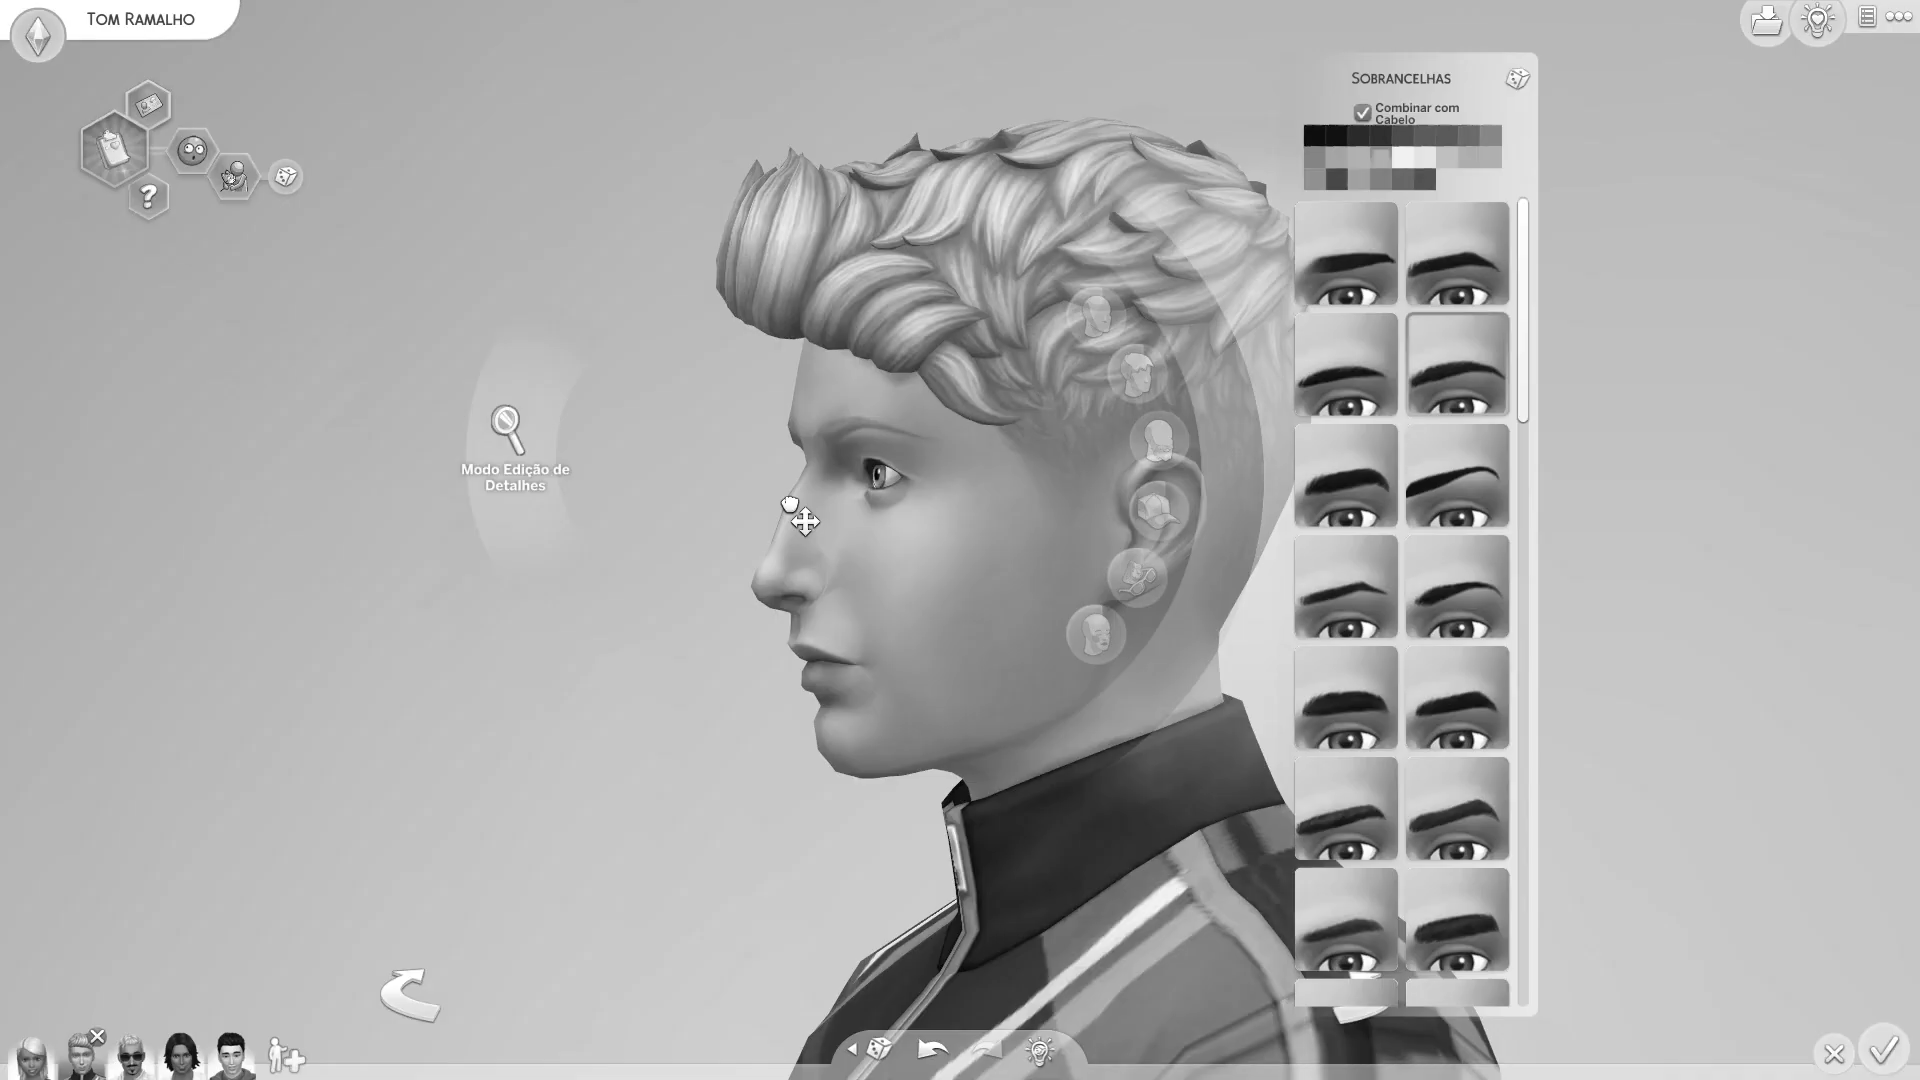 TOM RAMALHO
SOBRANCELHAS
Combinar com
Cabelo
Modo Edição de
Detalhes